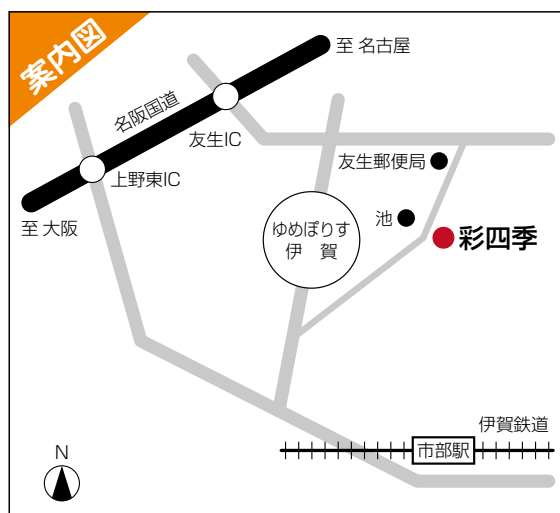 案内図
至 名古屋
名阪国道
友生IC
上野東IC
至 大阪
友生郵便局
池
ゆめぽりす
伊 賀
彩四季
伊賀鉄道
市部駅
N